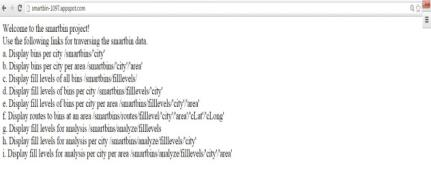 smartbin-1097.appspot.com
Welcome to the smartbin project!
Use the following links for traversing the smartbin data.
a. Display bins per city /smartbins/'city'
b. Display bins per city per area /smartbins/'city'/'area'
c. Display fill levels of all bins /smartbins/filllevels/
d. Display fill levels of bins per city /smartbins/filllevels/'city'
e. Display fill levels of bins per city per area /smartbins/filllevels/'city'/'area'
f. Display routes to bins at an area /smartbins/routes/filllevel/'city'/'area'/'cLat'/'cLong'
g. Display fill levels for analysis /smartbins/analyze/filllevels
h. Display fill levels for analysis per city /smartbins/analyze/filllevels/'city'
i. Display fill levels for analysis per city per area /smartbins/analyze/filllevels/'city'/'area'